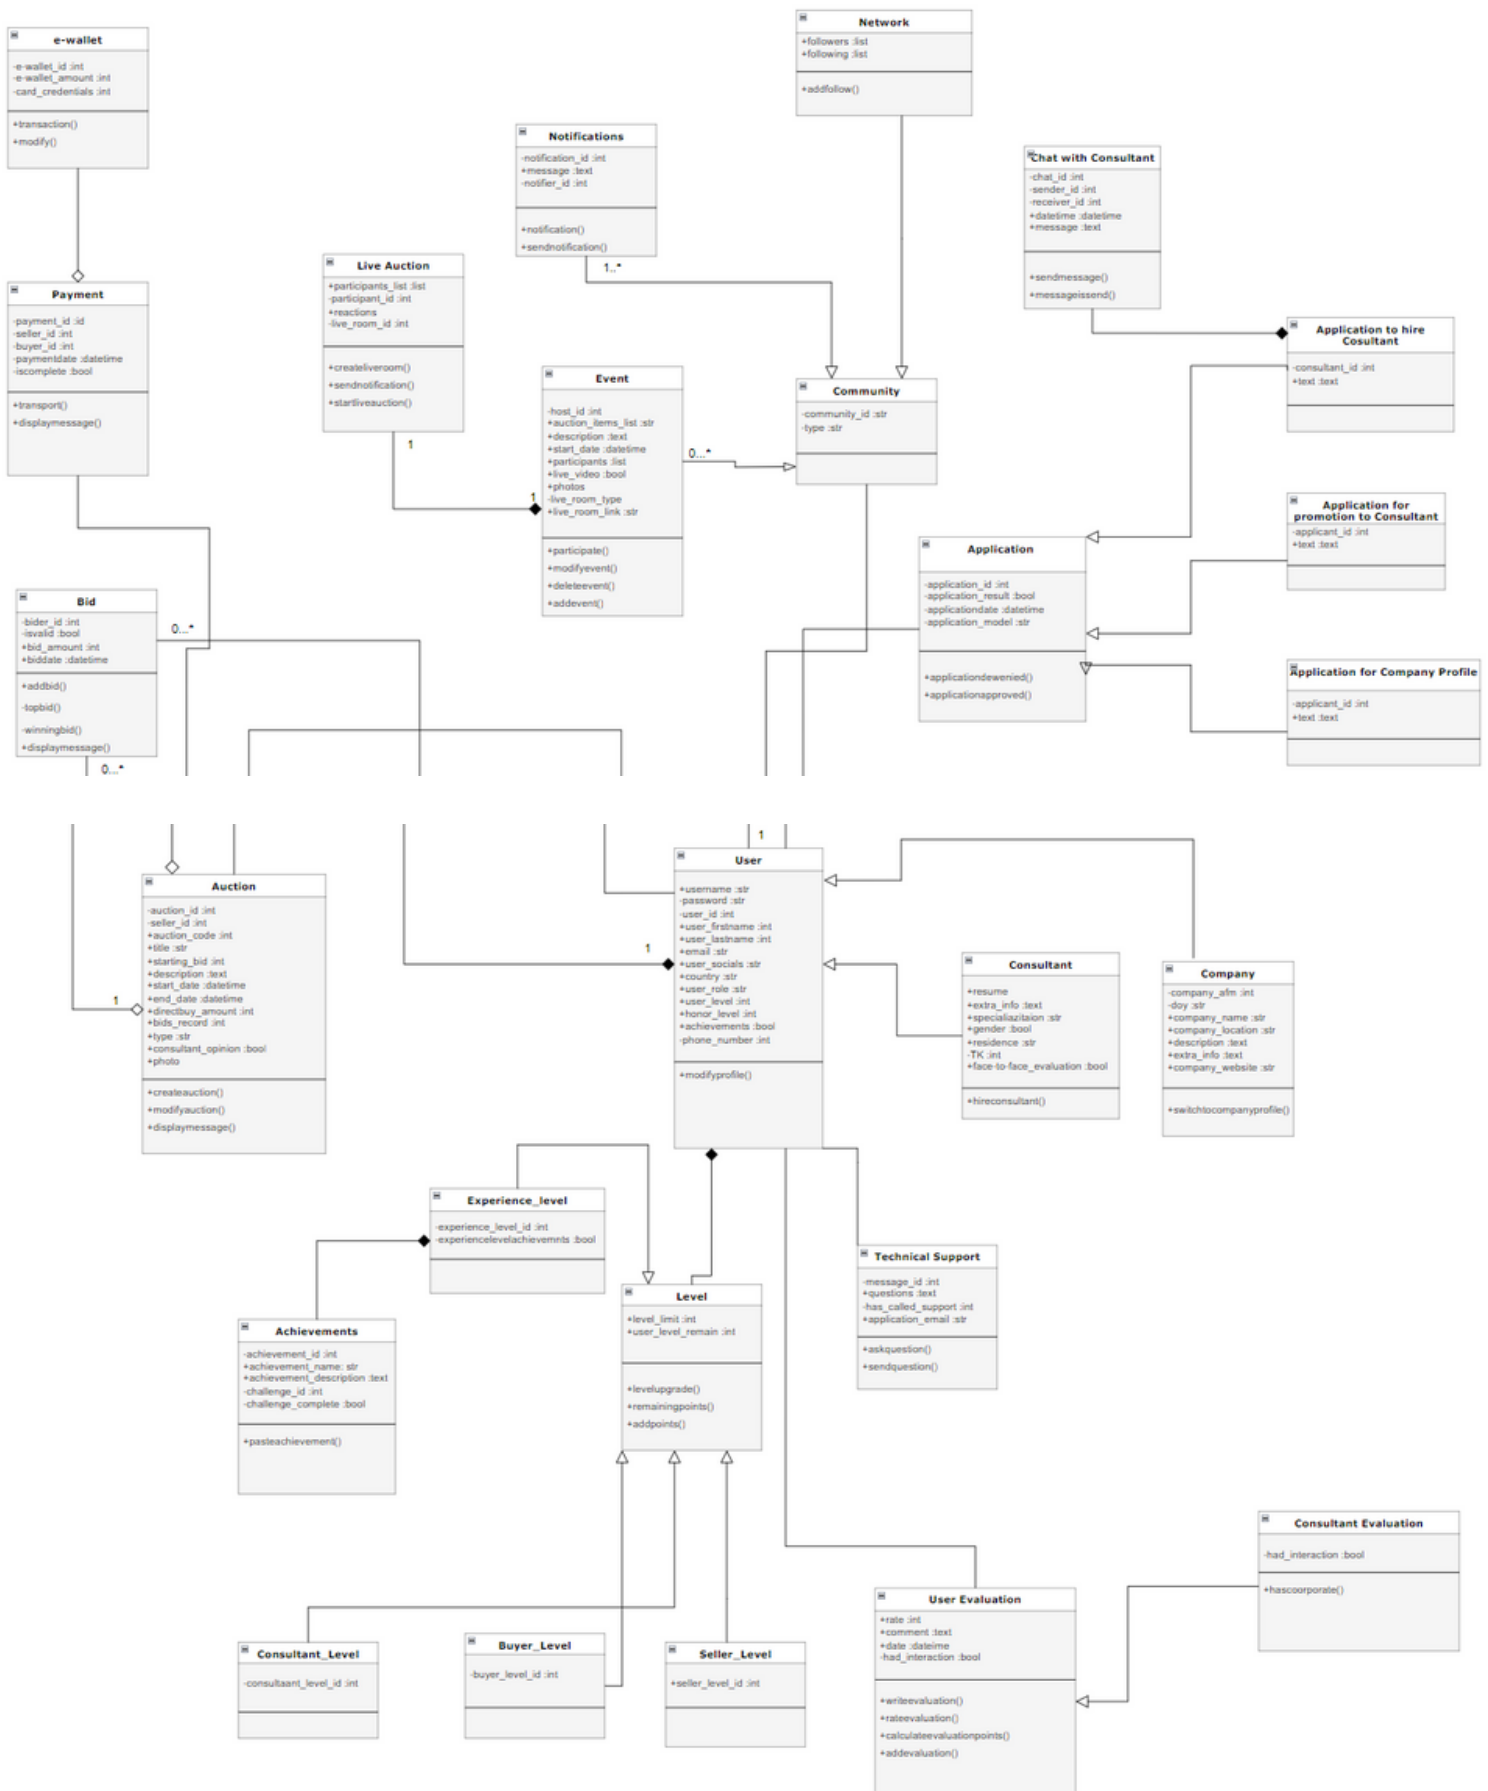 e-wallet
-e-wallet_id :int
-e-wallet_amount :int
-card_credentials :int
+transaction()
+modify()
Network
+followers :list
+following :list
+addfollow()
Notifications
-notification_id :int
+message :text
-notifier_id :int
+notification()
+sendnotification()
1..*
Chat with Consultant
-chat_id :int
-sender_id :int
-receiver_id :int
+datetime :datetime
+message :text
+sendmessage()
+messageissend()
Live Auction
+participants_list :list
-participant_id :int
+reactions
-live_room_id :int
+createliveroom()
+sendnotification()
+startliveauction()
1
Payment
-payment_id :id
-seller_id :int
-buyer_id :int
-paymentdate :datetime
-iscomplete :bool
+transport()
+displaymessage()
Application to hire
Cosultant
-consultant_id :int
+text :text
Event
-host_id :int
+auction_items_list :str
+description :text
+start_date :datetime
+participants :list
+live_video :bool
+photos
-live_room_type
+live_room_link :str
+participate()
+modifyevent()
+deleteevent()
+addevent()
0...*
1
Community
-community_id :str
-type :str
Application for
promotion to Consultant
-applicant_id :int
+text :text
Application
-application_id :int
-application_result :bool
-applicationdate :datetime
-application_model :str
+applicationdewenied()
+applicationapproved()
Bid
-bider_id :int
-isvalid :bool
+bid_amount :int
+biddate :datetime
+addbid()
-topbid()
-winningbid()
+displaymessage()
0...*
0...*
Application for Company Profile
-applicant_id :int
+text :text
1
User
+username :str
-password :str
-user_id :int
+user_firstname :int
+user_lastname :int
+email :str
+user_socials :str
+country :str
+user_role :str
+user_level :int
+honor_level :int
+achievements :bool
-phone_number :int
+modifyprofile()
1
Auction
-auction_id :int
-seller_id :int
+auction_code :int
+title :str
+starting_bid :int
+description :text
+start_date :datetime
+end_date :datetime
+directbuy_amount :int
+bids_record :int
+type :str
+consultant_opinion :bool
+photo
+createauction()
+modifyauction()
+displaymessage()
1
Consultant
+resume
+extra_info :text
+specialiazitaion :str
+gender :bool
+residence :str
-TK :int
+face-to-face_evaluation :bool
+hireconsultant()
Company
-company_afm :int
-doy :str
+company_name :str
+company_location :str
+description :text
+extra_info :text
+company_website :str
+switchtocompanyprofile()
Experience_level
-experience_level_id :int
-experiencelevelachievemnts :bool
Technical Support
-message_id :int
+questions :text
-has_called_support :int
+application_email :str
+askquestion()
+sendquestion()
Level
+level_limit :int
+user_level_remain :int
+levelupgrade()
+remainingpoints()
+addpoints()
Achievements
-achievement_id :int
+achievement_name: str
+achievement_description :text
-challenge_id :int
-challenge_complete :bool
+pasteachievement()
Consultant Evaluation
-had_interaction :bool
+hascoorporate()
User Evaluation
+rate :int
+comment :text
+date :dateime
-had_interaction :bool
+writeevaluation()
+rateevaluation()
+calculateevaluationpoints()
+addevaluation()
Consultant_Level
-consultaant_level_id :int
Buyer_Level
-buyer_level_id :int
Seller_Level
+seller_level_id :int